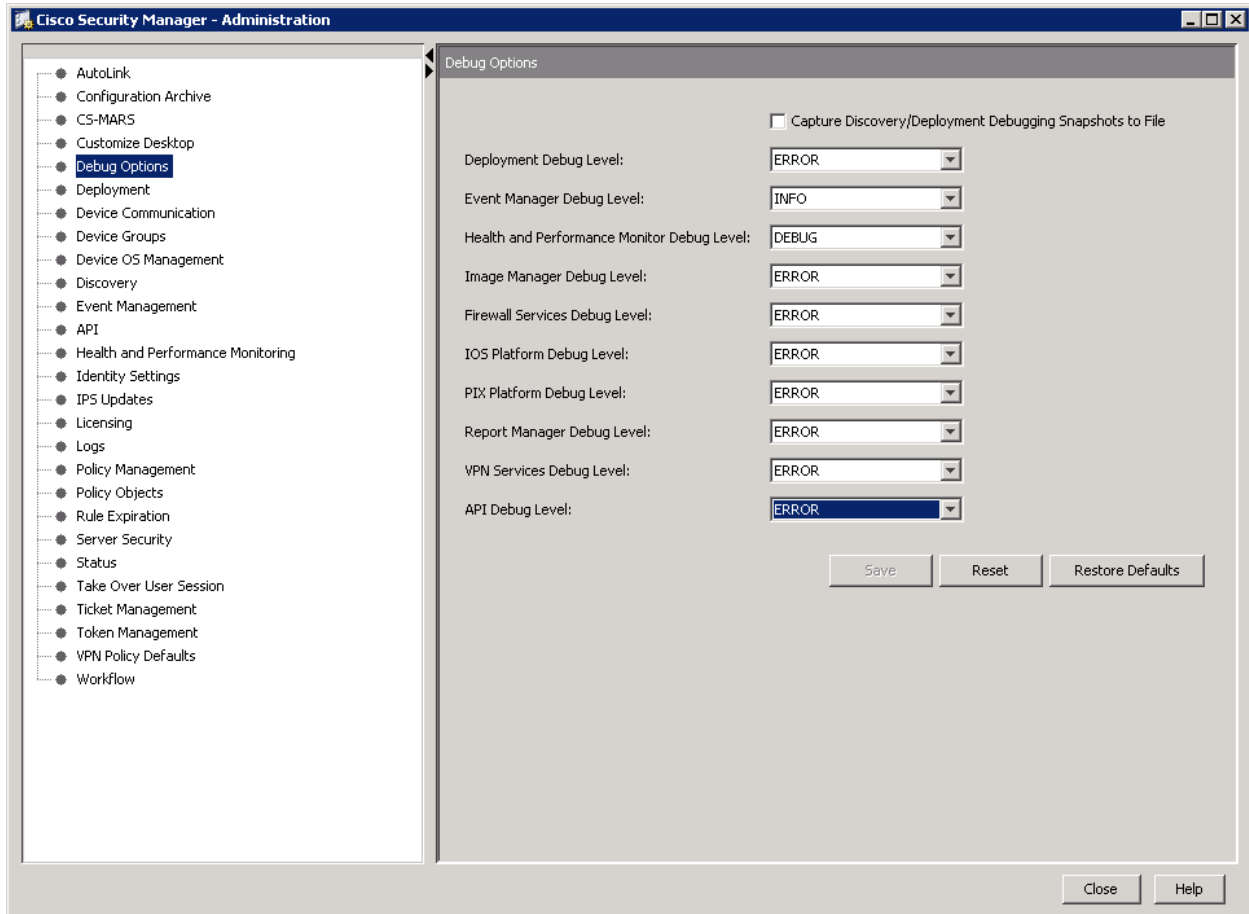 Cisco Security Manager - Administration
AutoLink
Configuration Archive
CS-MARS
Customize Desktop
Debug Options
Deployment
Device Communication
Device Groups
Device OS Management
Discovery
Event Management
API
Health and Performance Monitoring
Identity Settings
IPS Updates
Licensing
Logs
Policy Management
Policy Objects
Rule Expiration
Server Security
Status
Take Over User Session
Ticket Management
Token Management
VPN Policy Defaults
Workflow
Debug Options
Capture Discovery/Deployment Debugging Snapshots to File
Deployment Debug Level: ERROR
Event Manager Debug Level: INFO
Health and Performance Monitor Debug Level: DEBUG
Image Manager Debug Level: ERROR
Firewall Services Debug Level: ERROR
IOS Platform Debug Level: ERROR
PIX Platform Debug Level: ERROR
Report Manager Debug Level: ERROR
VPN Services Debug Level: ERROR
API Debug Level: ERROR
Save Reset Restore Defaults
Close Help